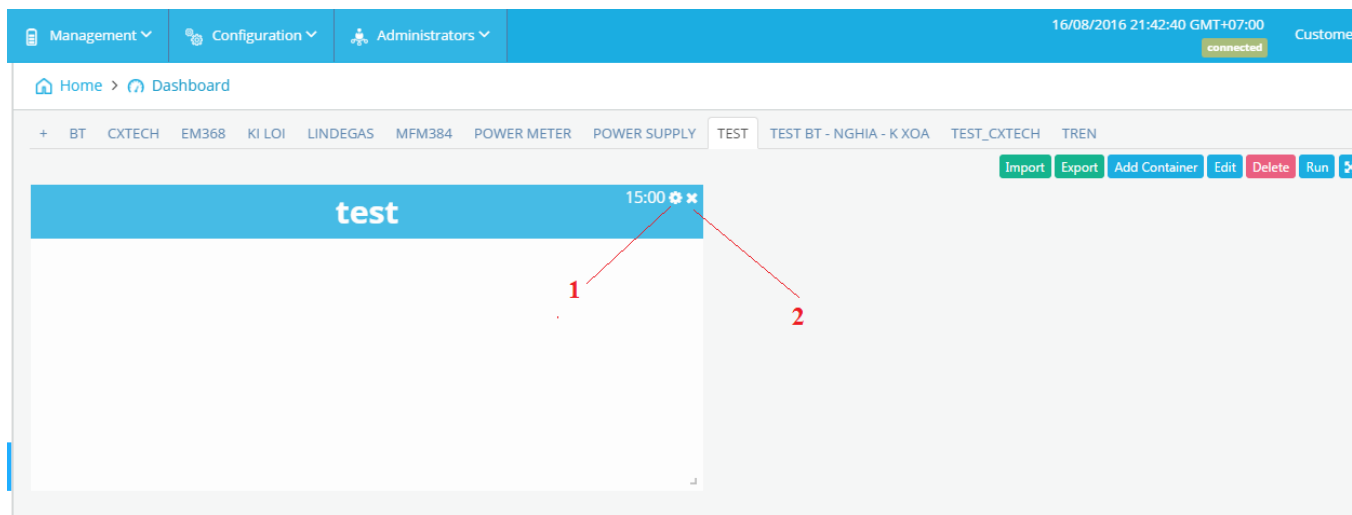 Management Configuration Administrators 16/08/2016 21:42:40 GMT+07:00 Custome
connected
Home > Dashboard
+ BT CXTECH EM368 KI LOI LINDEGAS MFM384 POWER METER POWER SUPPLY TEST TEST BT - NGHIA - K XOA TEST_CXTECH TREN
Import Export Add Container Edit Delete Run
test 15:00
1
2